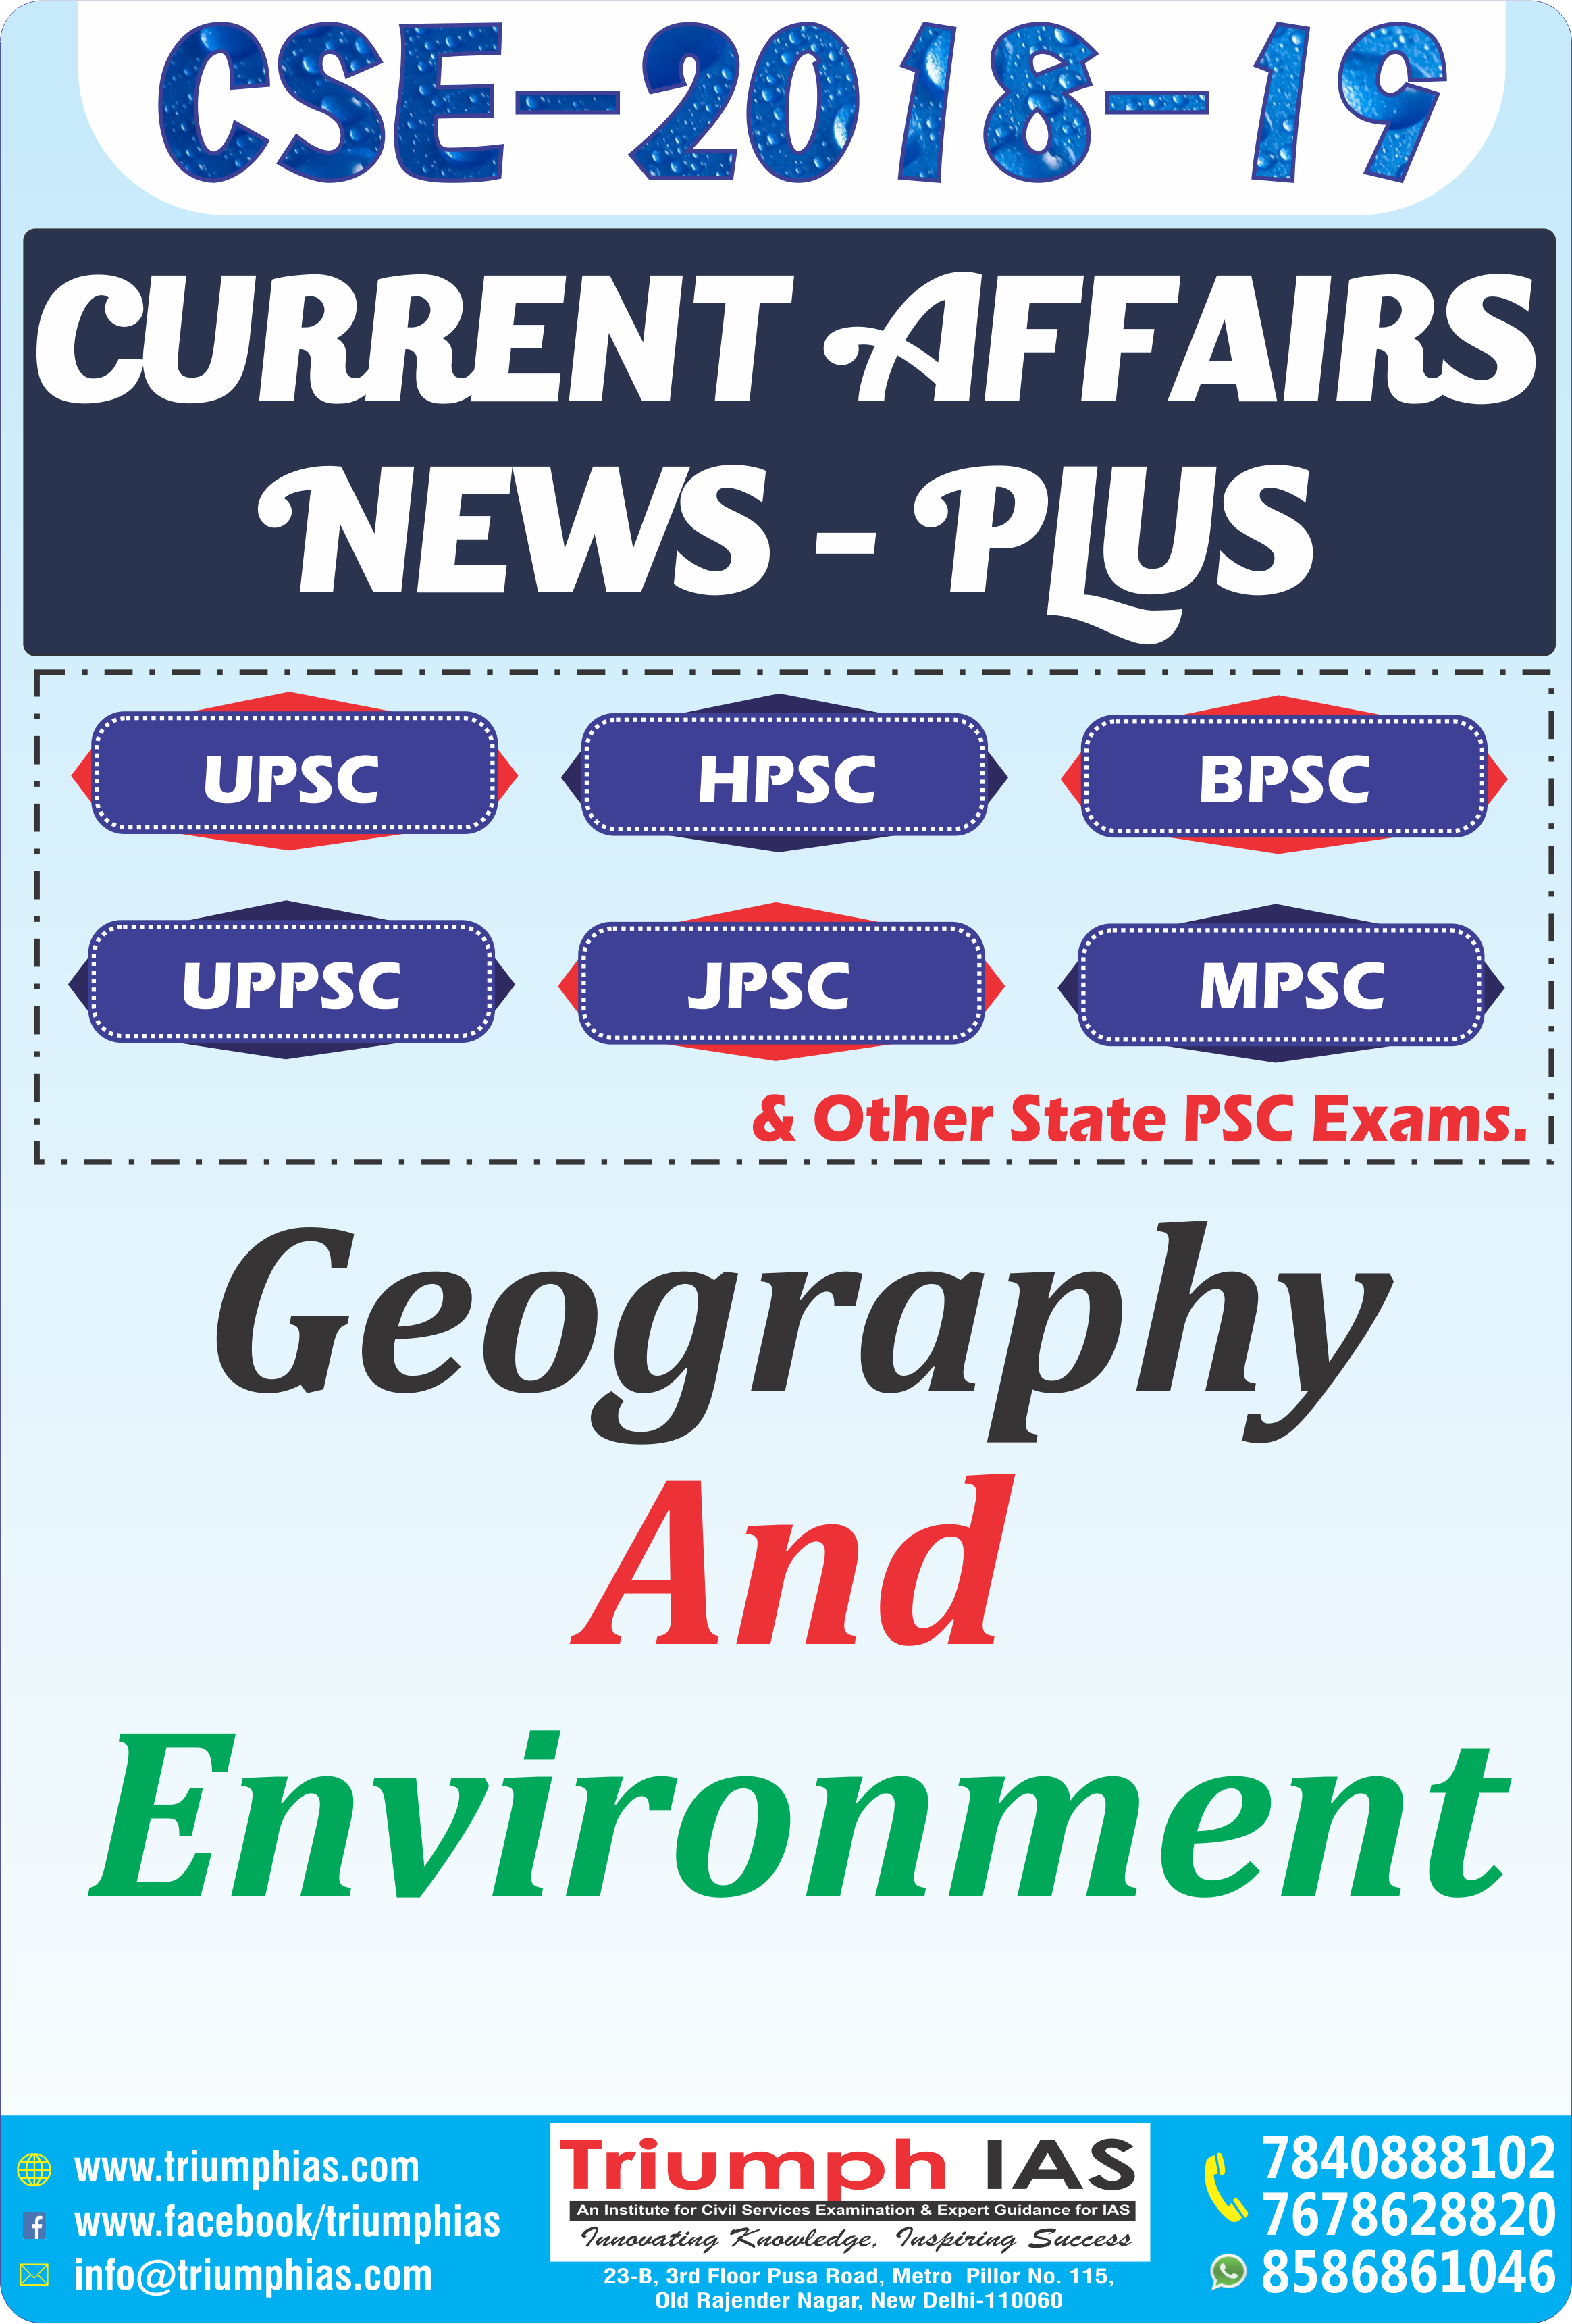 CSE-2018-19
CURRENT AFFAIRS
NEWS - PLUS
UPSC
HPSC
BPSC
UPPSC
JPSC
MPSC
& Other State PSC Exams.
Geography
And
Environment
www.triumphias.com
www.facebook/triumphias
info@triumphias.com
Triumph IAS
An Institute for Civil Services Examination & Expert Guidance for IAS
Innovating Knowledge, Inspiring Success
23-B, 3rd Floor Pusa Road, Metro Pillor No. 115,
Old Rajender Nagar, New Delhi-110060
7840888102
7678628820
8586861046